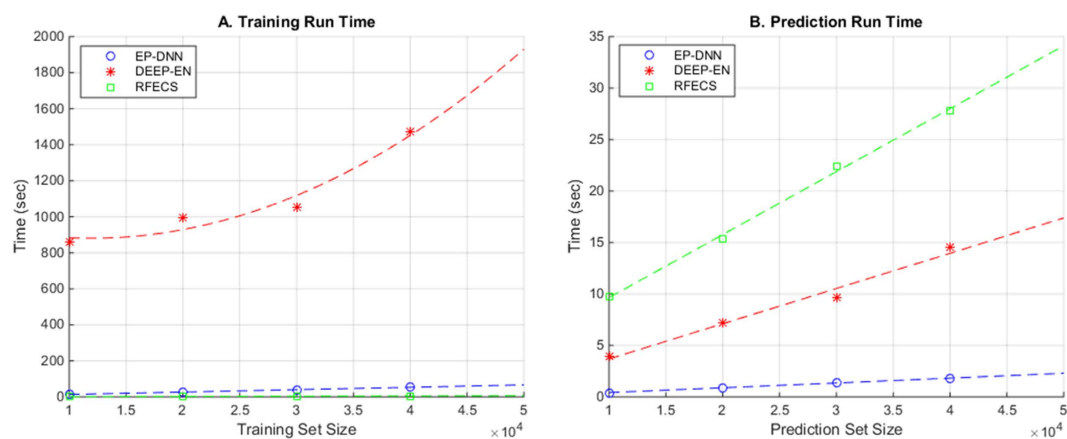 A. Training Run Time
2000
1800
1600
1400
1200
1000
800
600
400
200
0
Time (sec)
EP-DNN
DEEP-EN
RFECS
1 1.5 2 2.5 3 3.5 4 4.5 5
Training Set Size
×10^4
B. Prediction Run Time
35
30
25
20
15
10
5
0
Time (sec)
EP-DNN
DEEP-EN
RFECS
1 1.5 2 2.5 3 3.5 4 4.5 5
Prediction Set Size
×10^4